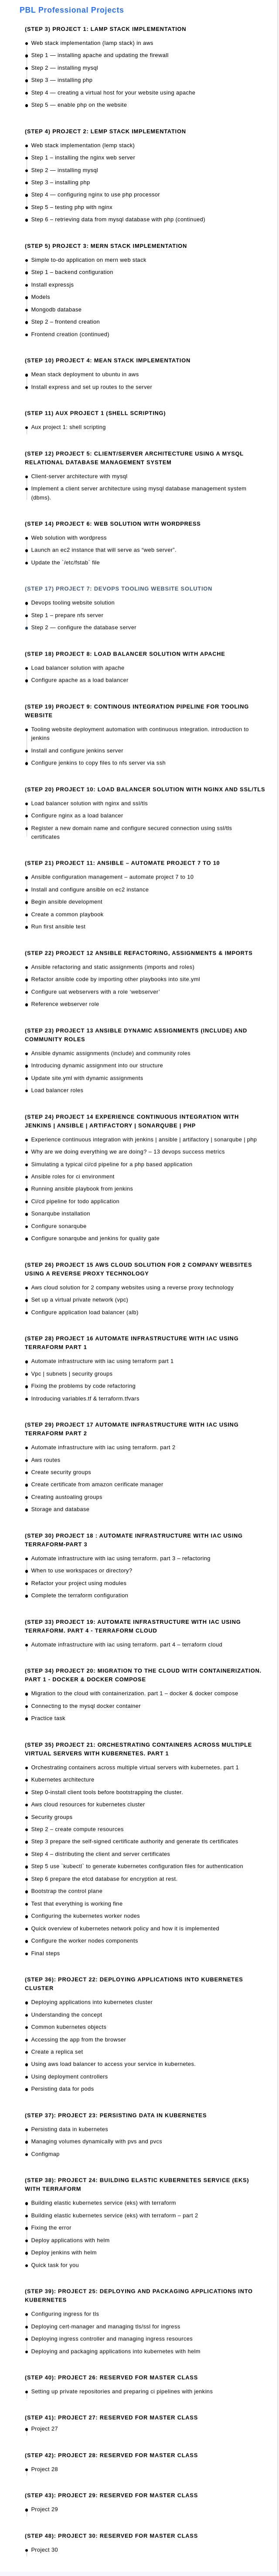 PBL Professional Projects
(STEP 3) PROJECT 1: LAMP STACK IMPLEMENTATION
Web stack implementation (lamp stack) in aws
Step 1 — installing apache and updating the firewall
Step 2 — installing mysql
Step 3 — installing php
Step 4 — creating a virtual host for your website using apache
Step 5 — enable php on the website
(STEP 4) PROJECT 2: LEMP STACK IMPLEMENTATION
Web stack implementation (lemp stack)
Step 1 – installing the nginx web server
Step 2 — installing mysql
Step 3 – installing php
Step 4 — configuring nginx to use php processor
Step 5 – testing php with nginx
Step 6 – retrieving data from mysql database with php (continued)
(STEP 5) PROJECT 3: MERN STACK IMPLEMENTATION
Simple to-do application on mern web stack
Step 1 – backend configuration
Install expressjs
Models
Mongodb database
Step 2 – frontend creation
Frontend creation (continued)
(STEP 10) PROJECT 4: MEAN STACK IMPLEMENTATION
Mean stack deployment to ubuntu in aws
Install express and set up routes to the server
(STEP 11) AUX PROJECT 1 (SHELL SCRIPTING)
Aux project 1: shell scripting
(STEP 12) PROJECT 5: CLIENT/SERVER ARCHITECTURE USING A MYSQL
RELATIONAL DATABASE MANAGEMENT SYSTEM
Client-server architecture with mysql
Implement a client server architecture using mysql database management system
(dbms).
(STEP 14) PROJECT 6: WEB SOLUTION WITH WORDPRESS
Web solution with wordpress
Launch an ec2 instance that will serve as “web server”.
Update the `/etc/fstab` file
(STEP 17) PROJECT 7: DEVOPS TOOLING WEBSITE SOLUTION
Devops tooling website solution
Step 1 – prepare nfs server
Step 2 — configure the database server
(STEP 18) PROJECT 8: LOAD BALANCER SOLUTION WITH APACHE
Load balancer solution with apache
Configure apache as a load balancer
(STEP 19) PROJECT 9: CONTINOUS INTEGRATION PIPELINE FOR TOOLING
WEBSITE
Tooling website deployment automation with continuous integration. introduction to
jenkins
Install and configure jenkins server
Configure jenkins to copy files to nfs server via ssh
(STEP 20) PROJECT 10: LOAD BALANCER SOLUTION WITH NGINX AND SSL/TLS
Load balancer solution with nginx and ssl/tls
Configure nginx as a load balancer
Register a new domain name and configure secured connection using ssl/tls
certificates
(STEP 21) PROJECT 11: ANSIBLE – AUTOMATE PROJECT 7 TO 10
Ansible configuration management – automate project 7 to 10
Install and configure ansible on ec2 instance
Begin ansible development
Create a common playbook
Run first ansible test
(STEP 22) PROJECT 12 ANSIBLE REFACTORING, ASSIGNMENTS & IMPORTS
Ansible refactoring and static assignments (imports and roles)
Refactor ansible code by importing other playbooks into site.yml
Configure uat webservers with a role ‘webserver’
Reference webserver role
(STEP 23) PROJECT 13 ANSIBLE DYNAMIC ASSIGNMENTS (INCLUDE) AND
COMMUNITY ROLES
Ansible dynamic assignments (include) and community roles
Introducing dynamic assignment into our structure
Update site.yml with dynamic assignments
Load balancer roles
(STEP 24) PROJECT 14 EXPERIENCE CONTINUOUS INTEGRATION WITH
JENKINS | ANSIBLE | ARTIFACTORY | SONARQUBE | PHP
Experience continuous integration with jenkins | ansible | artifactory | sonarqube | php
Why are we doing everything we are doing? – 13 devops success metrics
Simulating a typical ci/cd pipeline for a php based application
Ansible roles for ci environment
Running ansible playbook from jenkins
Ci/cd pipeline for todo application
Sonarqube installation
Configure sonarqube
Configure sonarqube and jenkins for quality gate
(STEP 26) PROJECT 15 AWS CLOUD SOLUTION FOR 2 COMPANY WEBSITES
USING A REVERSE PROXY TECHNOLOGY
Aws cloud solution for 2 company websites using a reverse proxy technology
Set up a virtual private network (vpc)
Configure application load balancer (alb)
(STEP 28) PROJECT 16 AUTOMATE INFRASTRUCTURE WITH IAC USING
TERRAFORM PART 1
Automate infrastructure with iac using terraform part 1
Vpc | subnets | security groups
Fixing the problems by code refactoring
Introducing variables.tf & terraform.tfvars
(STEP 29) PROJECT 17 AUTOMATE INFRASTRUCTURE WITH IAC USING
TERRAFORM PART 2
Automate infrastructure with iac using terraform. part 2
Aws routes
Create security groups
Create certificate from amazon cerificate manager
Creating austoaling groups
Storage and database
(STEP 30) PROJECT 18 : AUTOMATE INFRASTRUCTURE WITH IAC USING
TERRAFORM-PART 3
Automate infrastructure with iac using terraform. part 3 – refactoring
When to use workspaces or directory?
Refactor your project using modules
Complete the terraform configuration
(STEP 33) PROJECT 19: AUTOMATE INFRASTRUCTURE WITH IAC USING
TERRAFORM. PART 4 - TERRAFORM CLOUD
Automate infrastructure with iac using terraform. part 4 – terraform cloud
(STEP 34) PROJECT 20: MIGRATION TO THE CLOUD WITH CONTAINERIZATION.
PART 1 - DOCKER & DOCKER COMPOSE
Migration to the cloud with containerization. part 1 – docker & docker compose
Connecting to the mysql docker container
Practice task
(STEP 35) PROJECT 21: ORCHESTRATING CONTAINERS ACROSS MULTIPLE
VIRTUAL SERVERS WITH KUBERNETES. PART 1
Orchestrating containers across multiple virtual servers with kubernetes. part 1
Kubernetes architecture
Step 0-install client tools before bootstrapping the cluster.
Aws cloud resources for kubernetes cluster
Security groups
Step 2 – create compute resources
Step 3 prepare the self-signed certificate authority and generate tls certificates
Step 4 – distributing the client and server certificates
Step 5 use `kubectl` to generate kubernetes configuration files for authentication
Step 6 prepare the etcd database for encryption at rest.
Bootstrap the control plane
Test that everything is working fine
Configuring the kubernetes worker nodes
Quick overview of kubernetes network policy and how it is implemented
Configure the worker nodes components
Final steps
(STEP 36): PROJECT 22: DEPLOYING APPLICATIONS INTO KUBERNETES
CLUSTER
Deploying applications into kubernetes cluster
Understanding the concept
Common kubernetes objects
Accessing the app from the browser
Create a replica set
Using aws load balancer to access your service in kubernetes.
Using deployment controllers
Persisting data for pods
(STEP 37): PROJECT 23: PERSISTING DATA IN KUBERNETES
Persisting data in kubernetes
Managing volumes dynamically with pvs and pvcs
Configmap
(STEP 38): PROJECT 24: BUILDING ELASTIC KUBERNETES SERVICE (EKS)
WITH TERRAFORM
Building elastic kubernetes service (eks) with terraform
Building elastic kubernetes service (eks) with terraform – part 2
Fixing the error
Deploy applications with helm
Deploy jenkins with helm
Quick task for you
(STEP 39): PROJECT 25: DEPLOYING AND PACKAGING APPLICATIONS INTO
KUBERNETES
Configuring ingress for tls
Deploying cert-manager and managing tls/ssl for ingress
Deploying ingress controller and managing ingress resources
Deploying and packaging applications into kubernetes with helm
(STEP 40): PROJECT 26: RESERVED FOR MASTER CLASS
Setting up private repositories and preparing ci pipelines with jenkins
(STEP 41): PROJECT 27: RESERVED FOR MASTER CLASS
Project 27
(STEP 42): PROJECT 28: RESERVED FOR MASTER CLASS
Project 28
(STEP 43): PROJECT 29: RESERVED FOR MASTER CLASS
Project 29
(STEP 48): PROJECT 30: RESERVED FOR MASTER CLASS
Project 30